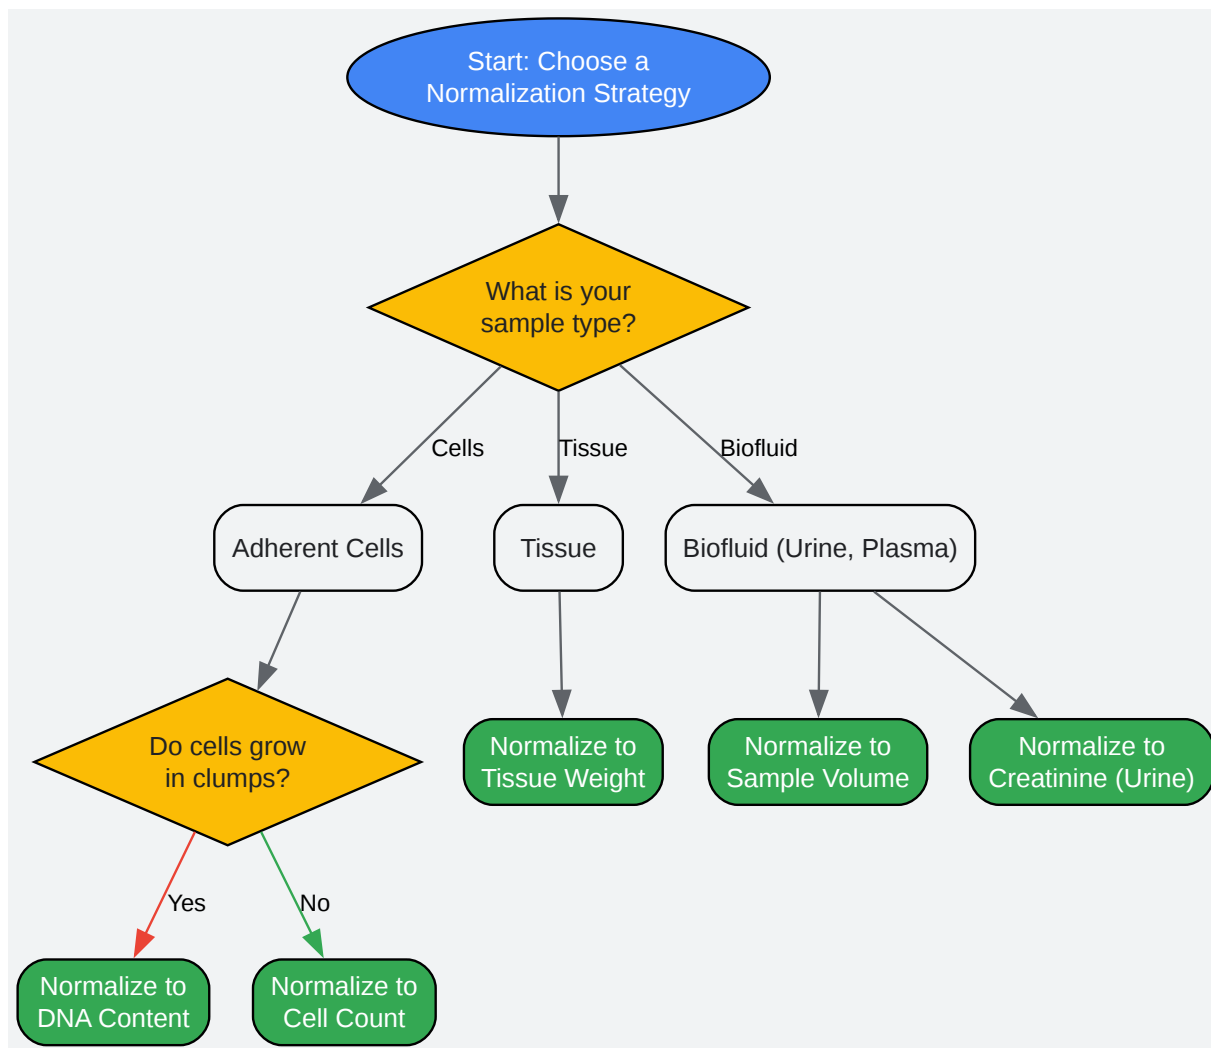 Start: Choose a
Normalization Strategy
What is your
sample type?
Cells
Tissue
Biofluid
Adherent Cells
Tissue
Biofluid (Urine, Plasma)
Do cells grow
in clumps?
Normalize to
Tissue Weight
Normalize to
Sample Volume
Normalize to
Creatinine (Urine)
Yes
No
Normalize to
DNA Content
Normalize to
Cell Count